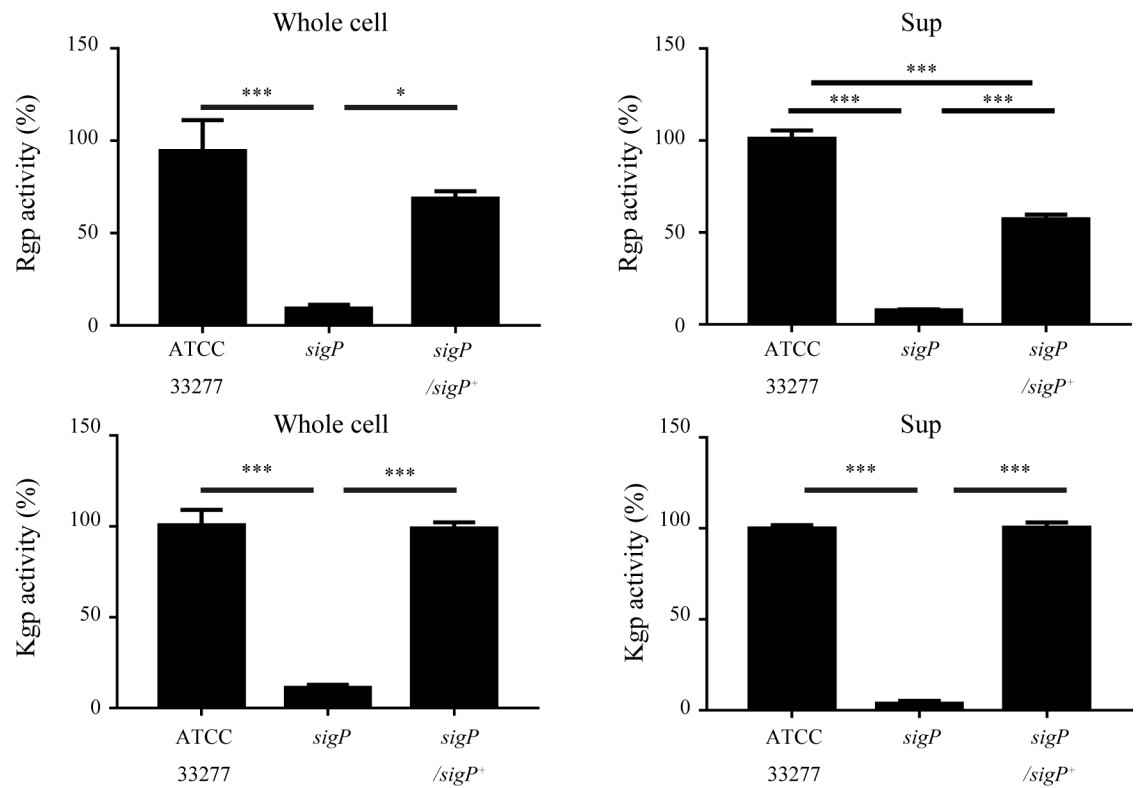 Whole cell
Rgp activity (%)
150
100
50
0
***
*
ATCC
33277
sigP
sigP
/sigP⁺
Sup
Rgp activity (%)
150
100
50
0
***
***
***
ATCC
33277
sigP
sigP
/sigP⁺
Whole cell
Kgp activity (%)
150
100
50
0
***
***
ATCC
33277
sigP
sigP
/sigP⁺
Sup
Kgp activity (%)
150
100
50
0
***
***
ATCC
33277
sigP
sigP
/sigP⁺